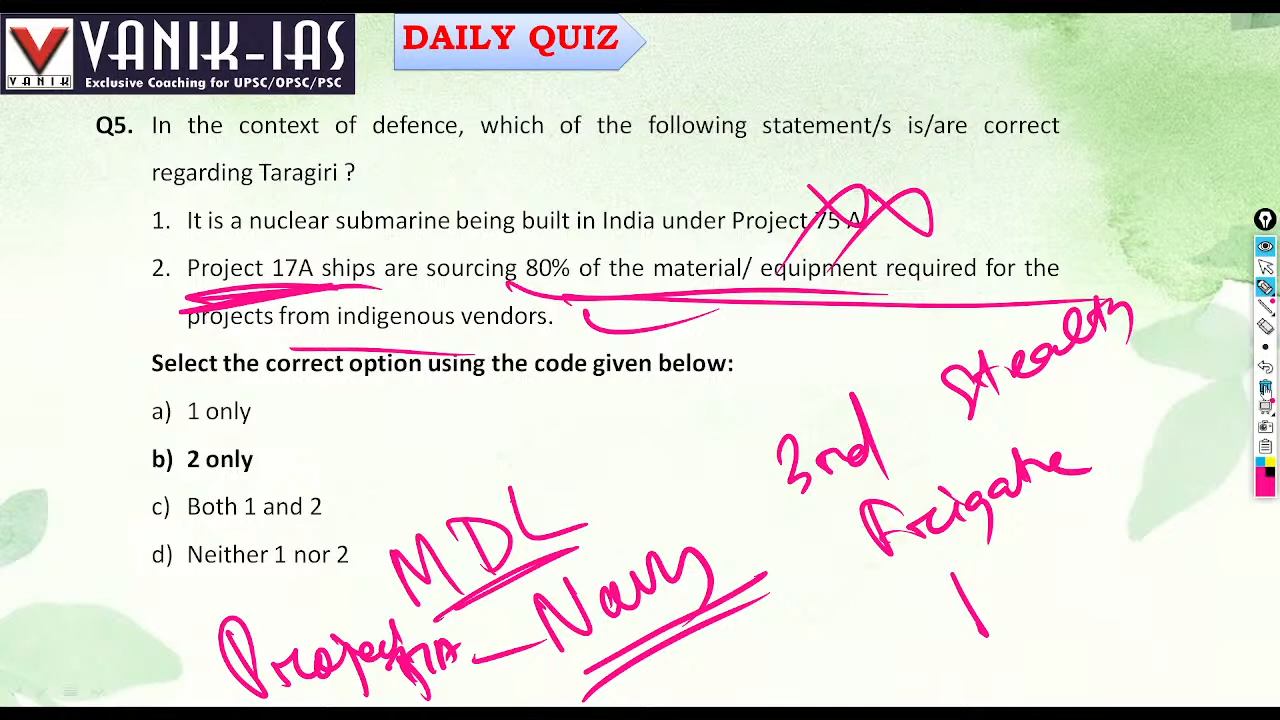 VANIK-IAS
VANIK
Exclusive Coaching for UPSC/OPSC/PSC
DAILY QUIZ
Q5. In the context of defence, which of the following statement/s is/are correct
regarding Taragiri ?
1. It is a nuclear submarine being built in India under Project 75 A
2. Project 17A ships are sourcing 80% of the material/ equipment required for the
projects from indigenous vendors.
Select the correct option using the code given below:
a) 1 only
b) 2 only
c) Both 1 and 2
d) Neither 1 nor 2
Stealth
3rd
Frigate
MDL
Project 17A — Navy